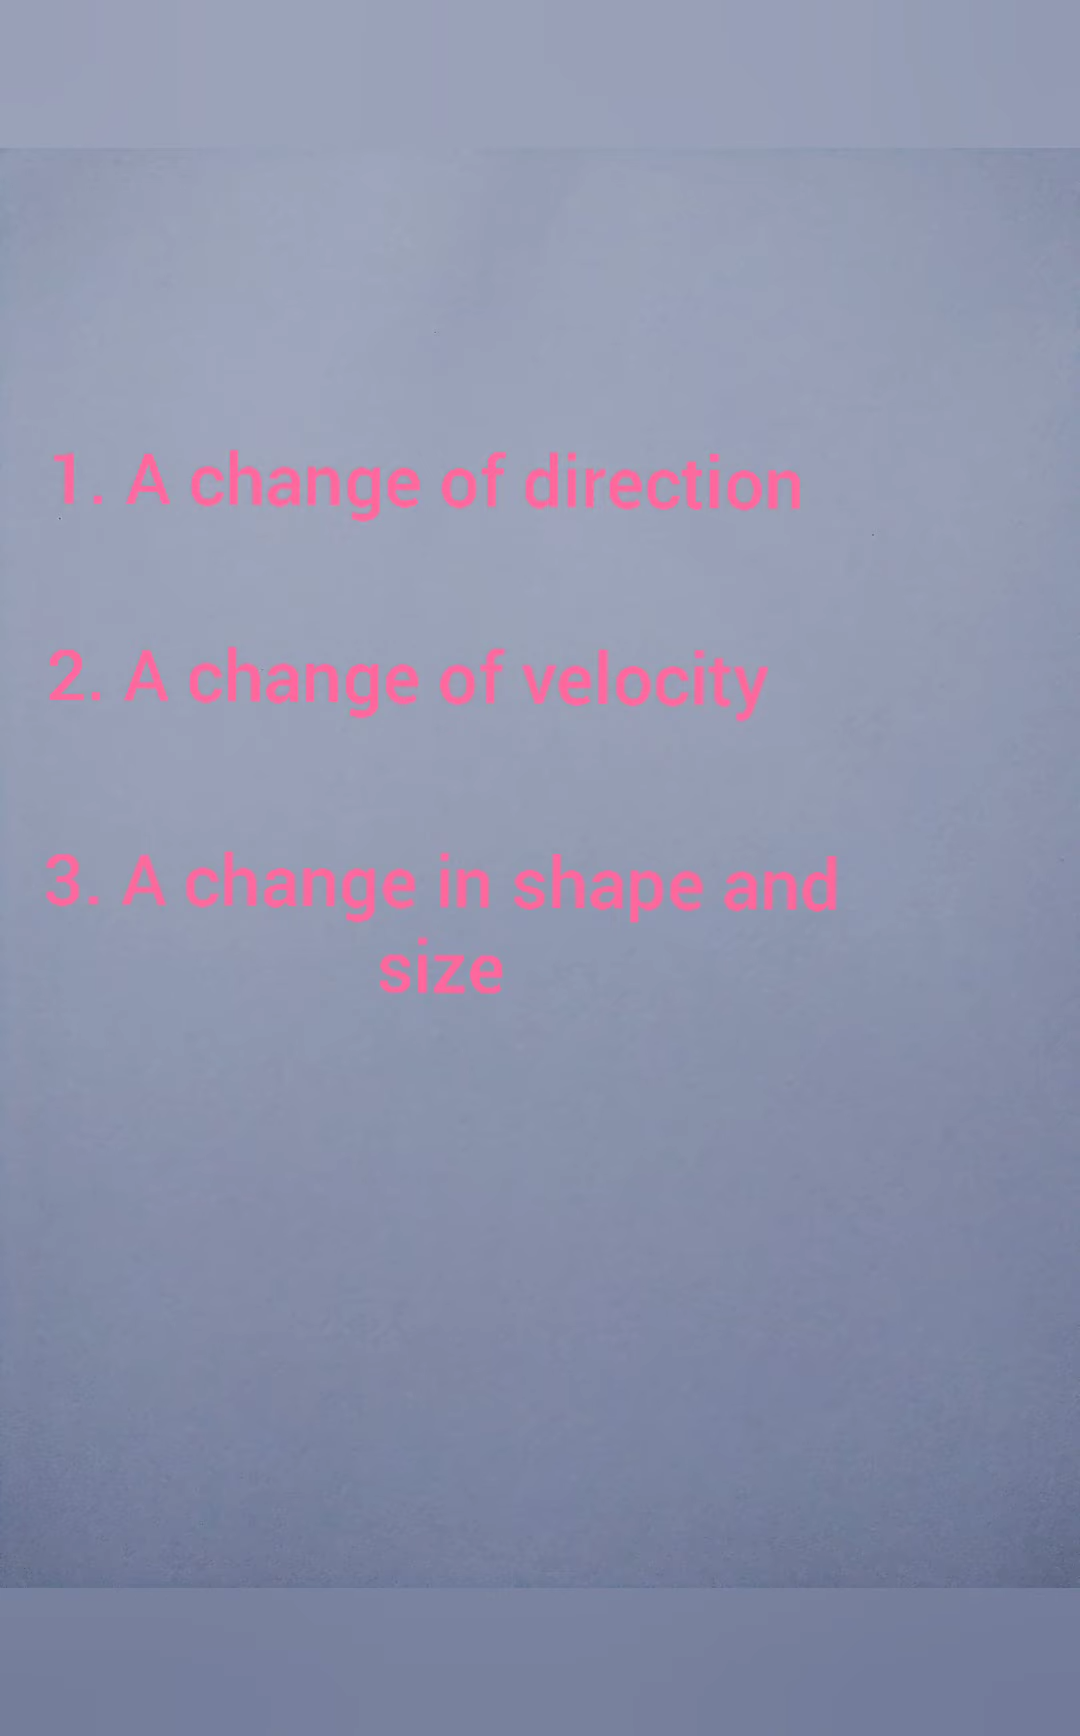 1. A change of direction
2. A change of velocity
3. A change in shape and
size